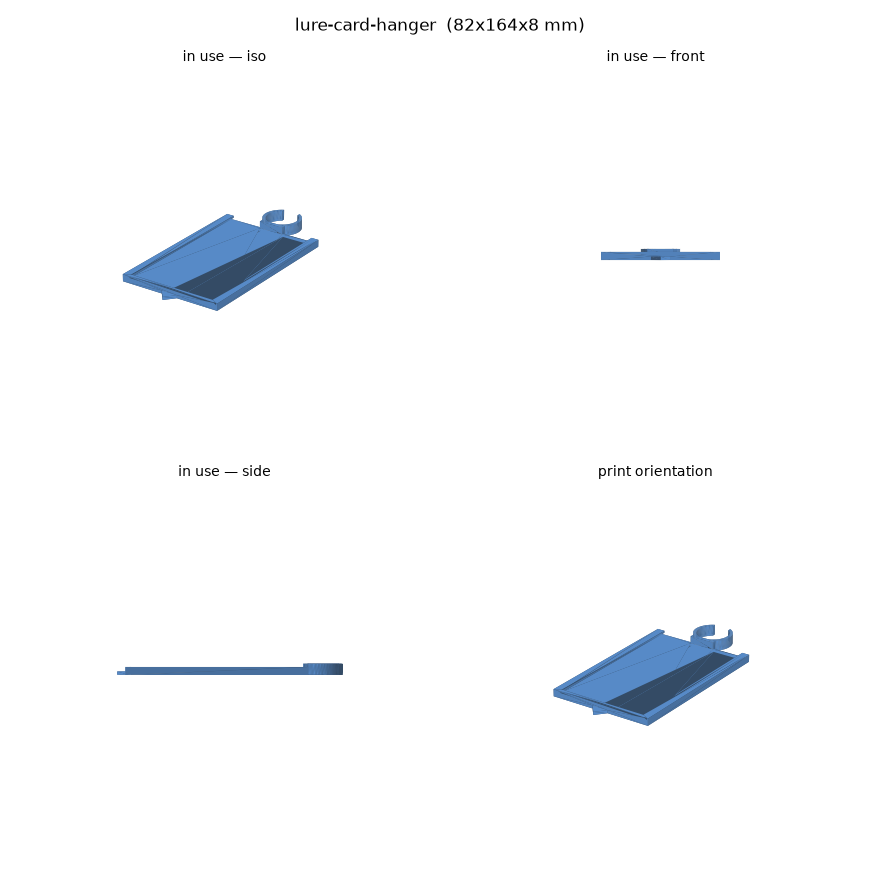 lure-card-hanger  (82x164x8 mm)
in use — iso
in use — front
in use — side
print orientation